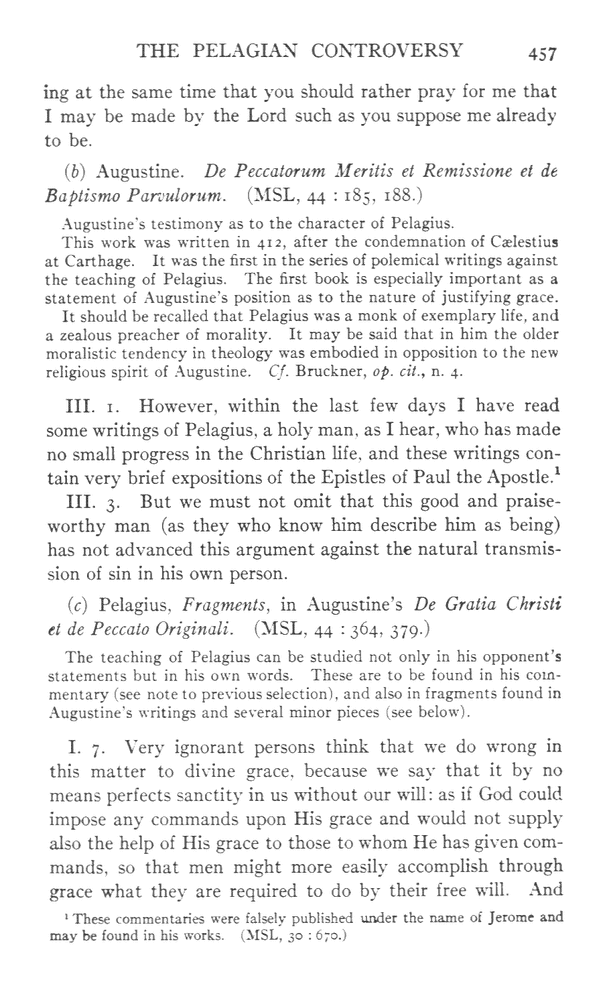 THE PELAGIAN CONTROVERSY 457
ing at the same time that you should rather pray for me that
I may be made by the Lord such as you suppose me already
to be.
(b) Augustine. De Peccatorum Meritis et Remissione et de
Baptismo Parvulorum. (MSL, 44 : 185, 188.)
Augustine's testimony as to the character of Pelagius.
This work was written in 412, after the condemnation of Cælestius
at Carthage. It was the first in the series of polemical writings against
the teaching of Pelagius. The first book is especially important as a
statement of Augustine's position as to the nature of justifying grace.
It should be recalled that Pelagius was a monk of exemplary life, and
a zealous preacher of morality. It may be said that in him the older
moralistic tendency in theology was embodied in opposition to the new
religious spirit of Augustine. Cf. Bruckner, op. cit., n. 4.
III. 1. However, within the last few days I have read
some writings of Pelagius, a holy man, as I hear, who has made
no small progress in the Christian life, and these writings con-
tain very brief expositions of the Epistles of Paul the Apostle.¹
III. 3. But we must not omit that this good and praise-
worthy man (as they who know him describe him as being)
has not advanced this argument against the natural transmis-
sion of sin in his own person.
(c) Pelagius, Fragments, in Augustine's De Gratia Christi
et de Peccato Originali. (MSL, 44 : 364, 379.)
The teaching of Pelagius can be studied not only in his opponent's
statements but in his own words. These are to be found in his com-
mentary (see note to previous selection), and also in fragments found in
Augustine's writings and several minor pieces (see below).
I. 7. Very ignorant persons think that we do wrong in
this matter to divine grace, because we say that it by no
means perfects sanctity in us without our will: as if God could
impose any commands upon His grace and would not supply
also the help of His grace to those to whom He has given com-
mands, so that men might more easily accomplish through
grace what they are required to do by their free will. And
¹ These commentaries were falsely published under the name of Jerome and
may be found in his works. (MSL, 30 : 670.)